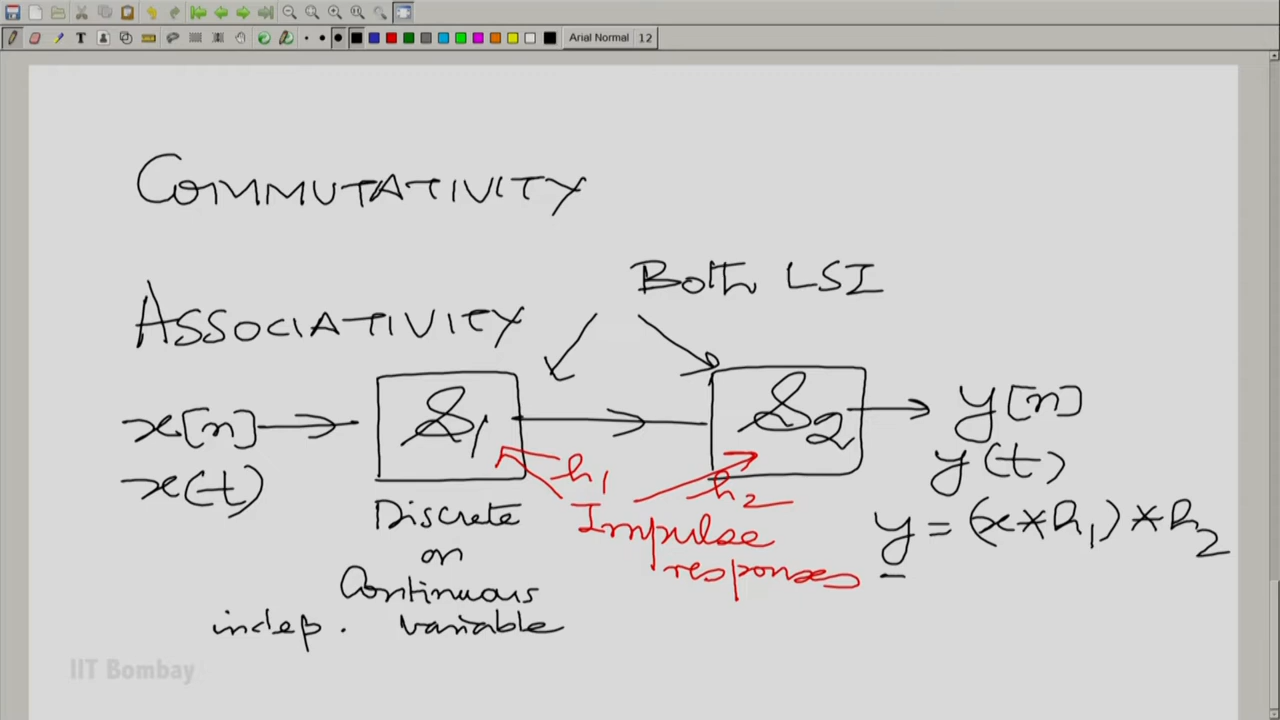 Arial Normal 12
COMMUTATIVITY
Both LSI
ASSOCIATIVITY
x[n] S1 S2 y[n]
x(t) h1 h2 y(t)
Discrete Impulse y = (x * h1) * h2
or responses
Continuous
indep. variable
IIT Bombay